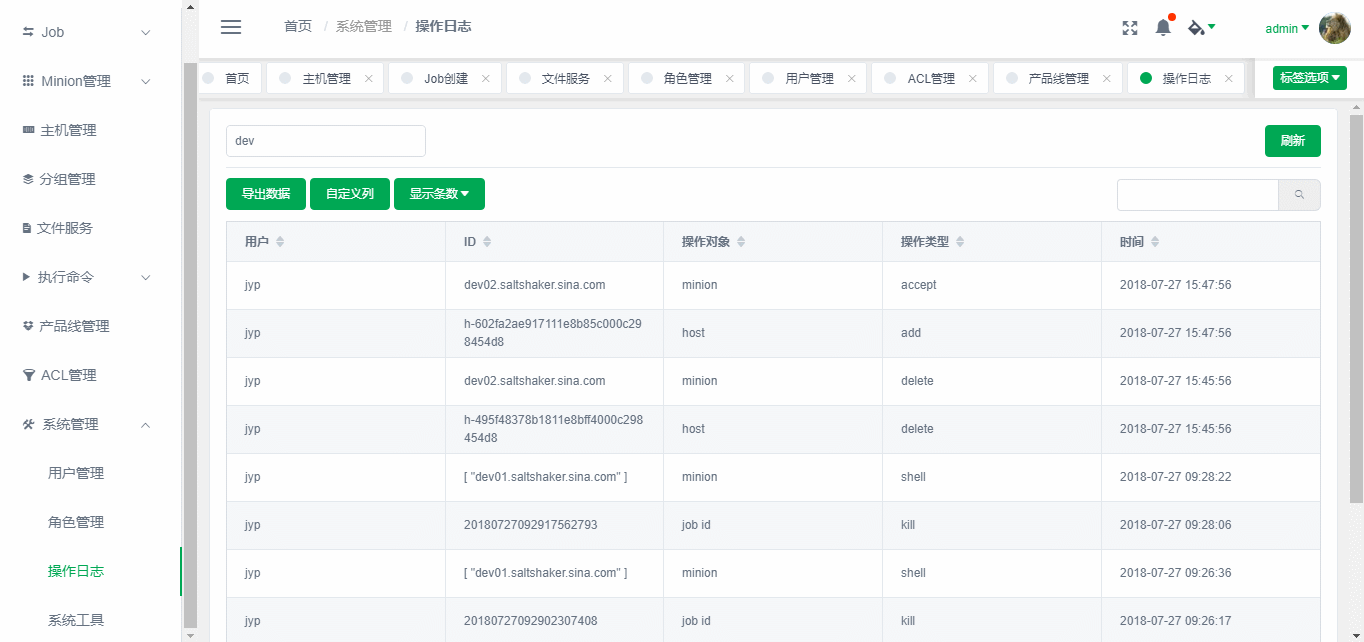 Job
Minion管理
主机管理
分组管理
文件服务
执行命令
产品线管理
ACL管理
系统管理
用户管理
角色管理
操作日志
系统工具
首页 / 系统管理 / 操作日志
admin
首页 主机管理 Job创建 文件服务 角色管理 用户管理 ACL管理 产品线管理 操作日志 标签选项
dev 刷新
导出数据 自定义列 显示条数
用户 ID 操作对象 操作类型 时间
jyp dev02.saltshaker.sina.com minion accept 2018-07-27 15:47:56
jyp h-602fa2ae917111e8b85c000c29 host add 2018-07-27 15:47:56
8454d8
jyp dev02.saltshaker.sina.com minion delete 2018-07-27 15:45:56
jyp h-495f48378b1811e8bff4000c298 host delete 2018-07-27 15:45:56
454d8
jyp [ "dev01.saltshaker.sina.com" ] minion shell 2018-07-27 09:28:22
jyp 20180727092917562793 job id kill 2018-07-27 09:28:06
jyp [ "dev01.saltshaker.sina.com" ] minion shell 2018-07-27 09:26:36
jyp 20180727092902307408 job id kill 2018-07-27 09:26:17